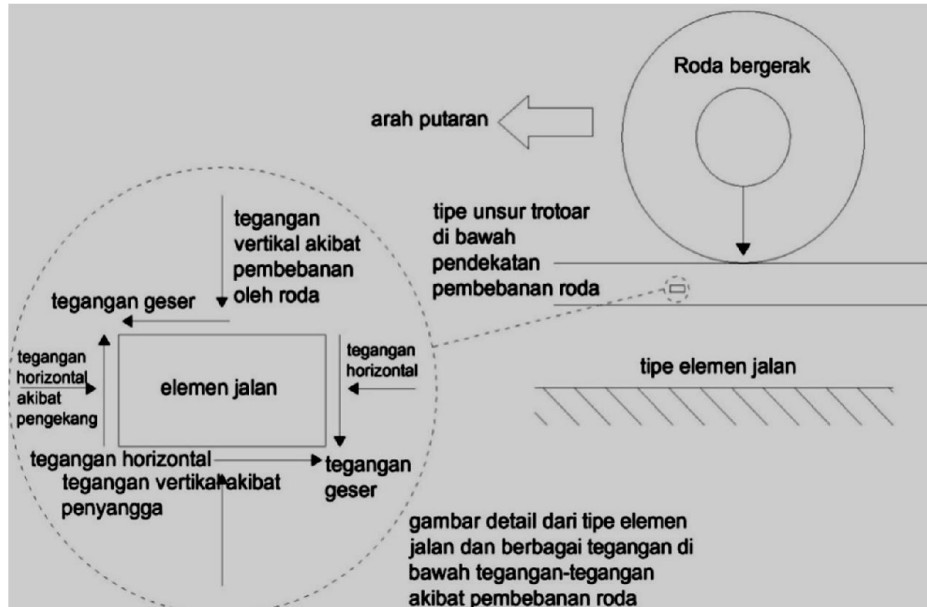 Roda bergerak
arah putaran
tegangan
vertikal akibat
pembebanan
oleh roda
tipe unsur trotoar
di bawah
pendekatan
pembebanan roda
tegangan geser
tegangan
horizontal
akibat
pengekang
elemen jalan
tegangan
horizontal
tipe elemen jalan
tegangan horizontal
tegangan
geser
tegangan vertikal akibat
penyangga
gambar detail dari tipe elemen
jalan dan berbagai tegangan di
bawah tegangan-tegangan
akibat pembebanan roda